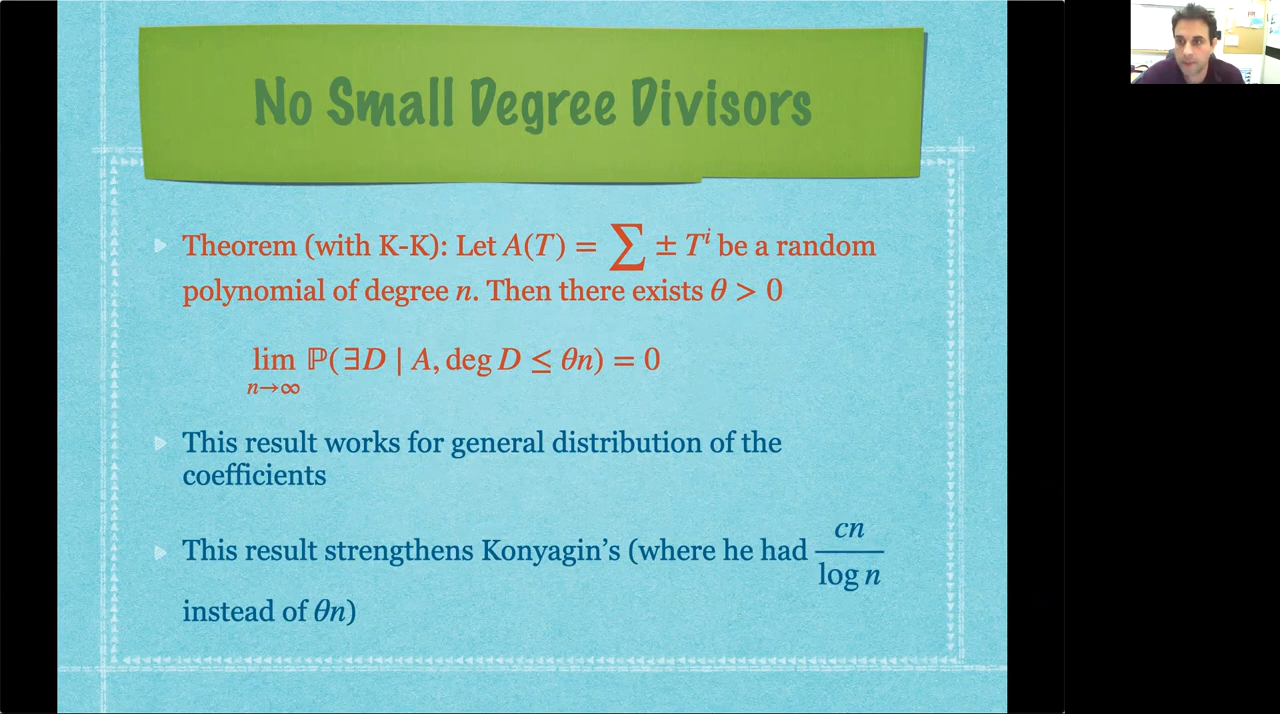 No Small Degree Divisors
Theorem (with K-K): Let A(T) = ∑ ± Tⁱ be a random
polynomial of degree n. Then there exists θ > 0
lim ℙ(∃D | A, deg D ≤ θn) = 0
n→∞
This result works for general distribution of the
coefficients
This result strengthens Konyagin’s (where he had cn/log n
instead of θn)